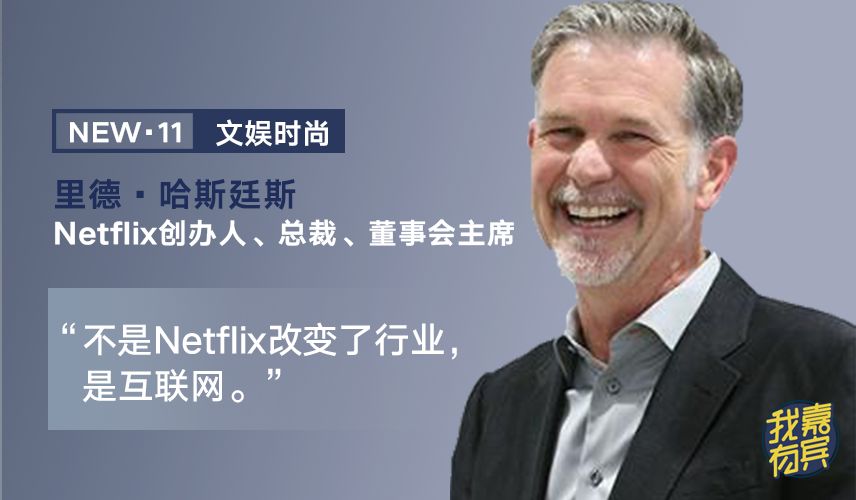 NEW·11 文娱时尚
里德·哈斯廷斯
Netflix创办人、总裁、董事会主席
“不是Netflix改变了行业，
是互联网。”
我有嘉宾